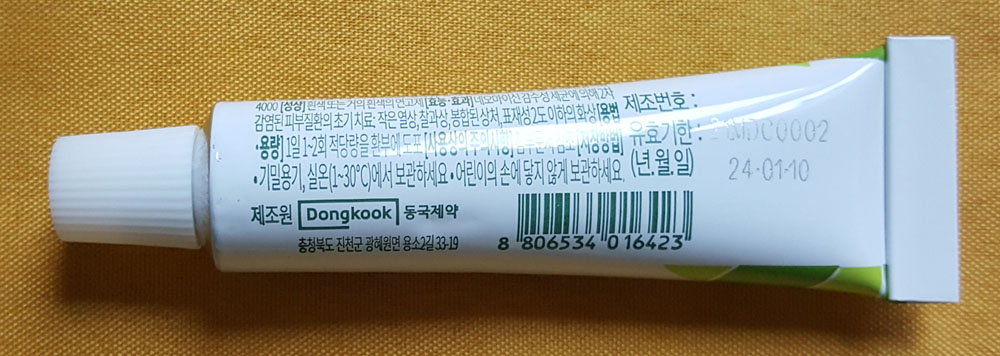 4000 [성상] 흰색 또는 거의 흰색의 연고제 [효능·효과] 네오마이신 감수성 제균에 의해 2차
감염된 피부질환의 초기 치료: 작은 열상, 찰과상, 봉합된 상처, 표재성 2도 이하의 화상 [용법
·용량] 1일 1-2회 적당량을 환부에 도포 [사용상의 주의사항] [저장방법]
·기밀용기, 실온(1~30°C)에서 보관하세요 ·어린이의 손에 닿지 않게 보관하세요.
제조원 Dongkook 동국제약
충청북도 진천군 광혜원면 용소2길 33-19
8 806534 016423
제조번호 :
유효기한 :
(년.월.일)
24·01·10